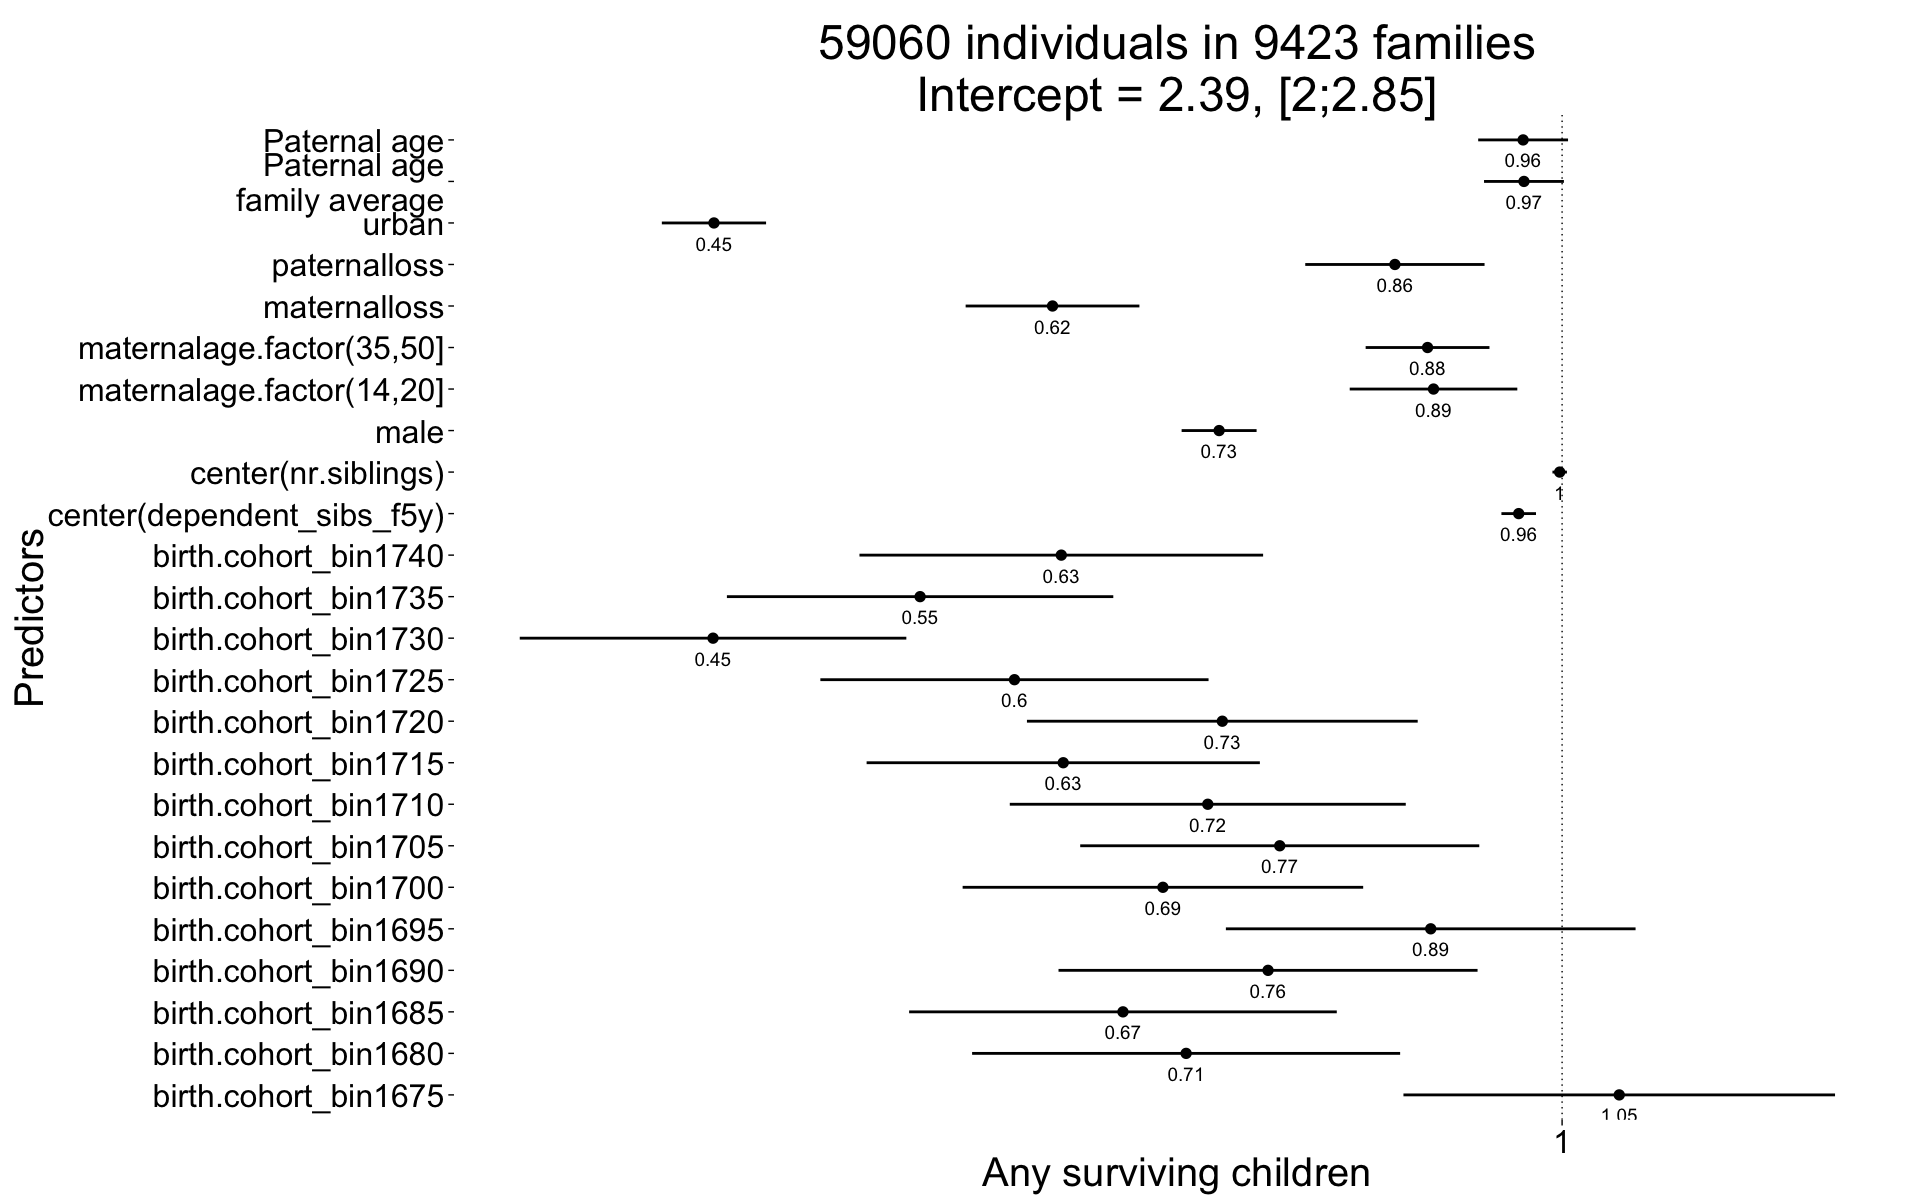 59060 individuals in 9423 families
Intercept = 2.39, [2;2.85]
Paternal age
0.96
Paternal age
family average
0.97
urban
0.45
paternalloss
0.86
maternalloss
0.62
maternalage.factor(35,50]
0.88
maternalage.factor(14,20]
0.89
male
0.73
center(nr.siblings)
1
center(dependent_sibs_f5y)
0.96
birth.cohort_bin1740
0.63
birth.cohort_bin1735
0.55
birth.cohort_bin1730
0.45
birth.cohort_bin1725
0.6
birth.cohort_bin1720
0.73
birth.cohort_bin1715
0.63
birth.cohort_bin1710
0.72
birth.cohort_bin1705
0.77
birth.cohort_bin1700
0.69
birth.cohort_bin1695
0.89
birth.cohort_bin1690
0.76
birth.cohort_bin1685
0.67
birth.cohort_bin1680
0.71
birth.cohort_bin1675
1.05
Predictors
1
Any surviving children